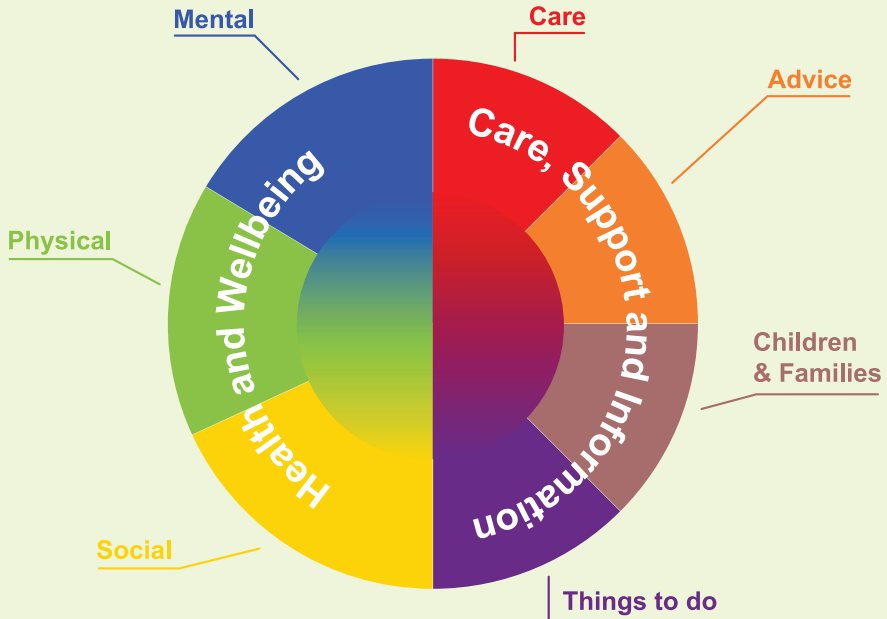 Mental
Care
Advice
Physical
Children
& Families
Social
Things to do
Health and Wellbeing
Care, Support and Information